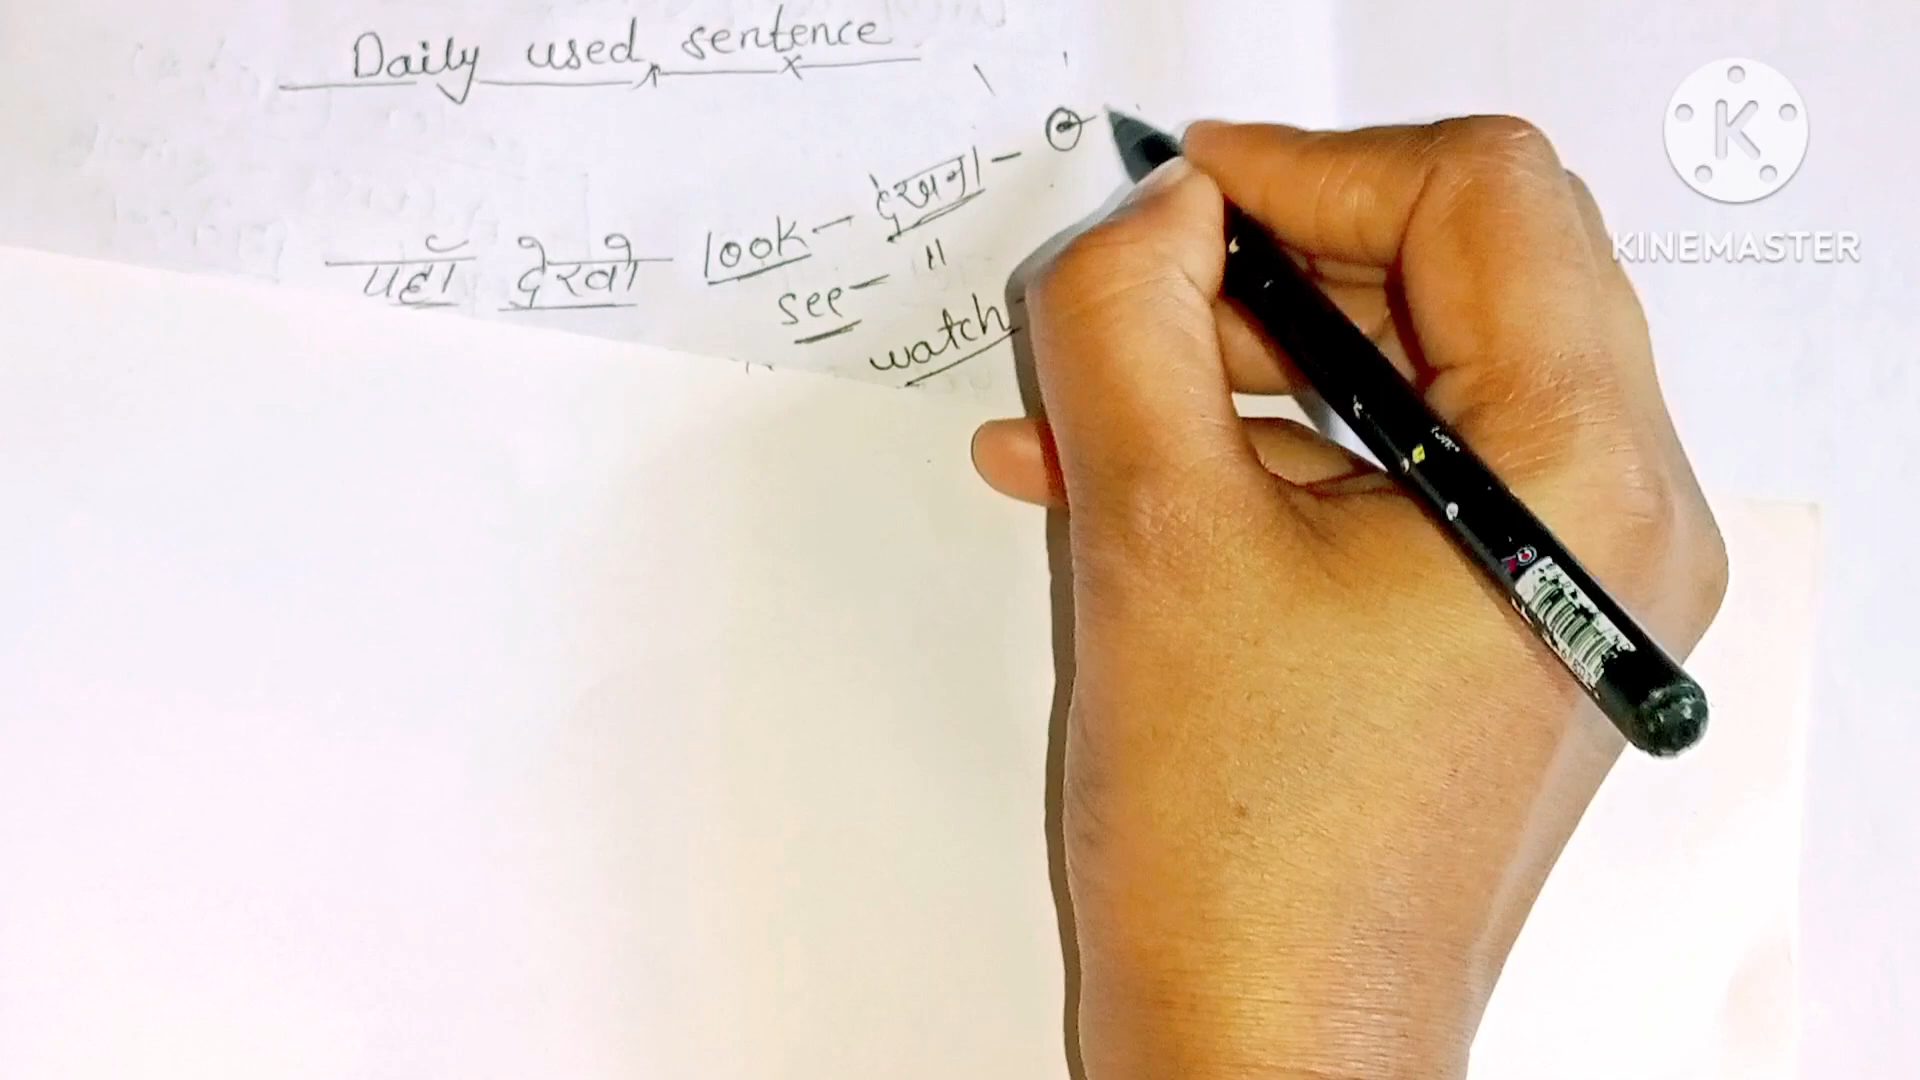 Daily used sentence
यहाँ देखो look - देखना -
see - "
watch
K
KINEMASTER